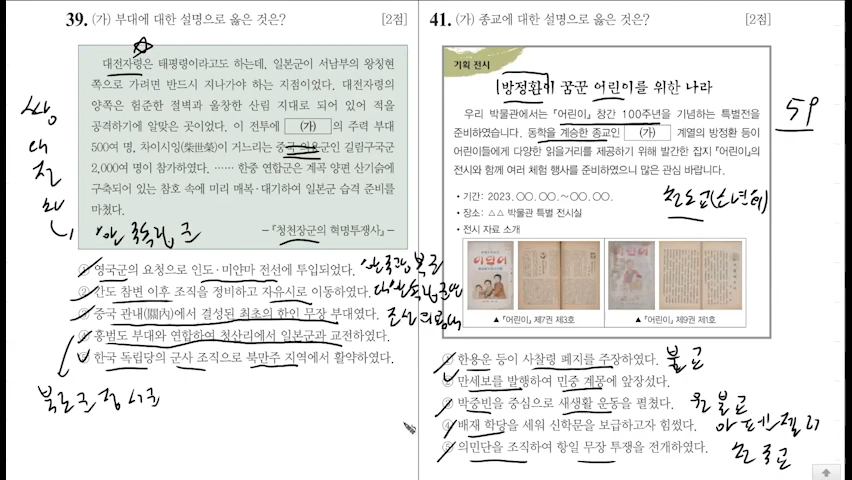 39. (가) 부대에 대한 설명으로 옳은 것은? [2점]
대전자령은 태평령이라고도 하는데, 일본군이 서남부의 왕청현
쪽으로 가려면 반드시 지나가야 하는 지점이었다. 대전자령의
양쪽은 험준한 절벽과 울창한 산림 지대로 되어 있어 적을
공격하기에 알맞은 곳이었다. 이 전투에 (가) 의 주력 부대
500여 명, 차이시잉(柴世榮)이 거느리는 중국 의용군인 길림구국군
2,000여 명이 참가하였다. …… 한중 연합군은 계곡 양편 산기슭에
구축되어 있는 참호 속에 미리 매복·대기하여 일본군 습격 준비를
마쳤다.
한국독립군
-『청천장군의 혁명투쟁사』-
① 영국군의 요청으로 인도·미얀마 전선에 투입되었다. 한국광복군
② 간도 참변 이후 조직을 정비하고 자유시로 이동하였다. 대한독립군단
③ 중국 관내(關內)에서 결성된 최초의 한인 무장 부대였다. 조선의용대
④ 홍범도 부대와 연합하여 청산리에서 일본군과 교전하였다.
⑤ 한국 독립당의 군사 조직으로 북만주 지역에서 활약하였다.
북로군정서군
41. (가) 종교에 대한 설명으로 옳은 것은? [2점]
기획 전시
방정환이 꿈꾼 어린이를 위한 나라
우리 박물관에서는 『어린이』 창간 100주년을 기념하는 특별전을
준비하였습니다. 동학을 계승한 종교인 (가) 계열의 방정환 등이
어린이들에게 다양한 읽을거리를 제공하기 위해 발간한 잡지 『어린이』의
전시와 함께 여러 체험 행사를 준비하였으니 많은 관심 바랍니다.
59
천도교(소년회)
• 기간: 2023. ○○. ○○.~○○. ○○.
• 장소: △△ 박물관 특별 전시실
• 전시 자료 소개
어린이
▲『어린이』 제7권 제3호
▲『어린이』 제9권 제1호
① 한용운 등이 사찰령 폐지를 주장하였다. 불교
② 만세보를 발행하여 민중 계몽에 앞장섰다.
③ 박중빈을 중심으로 새생활 운동을 펼쳤다. 원불교
④ 배재 학당을 세워 신학문을 보급하고자 힘썼다. 아펜젤러
⑤ 의민단을 조직하여 항일 무장 투쟁을 전개하였다. 천주교